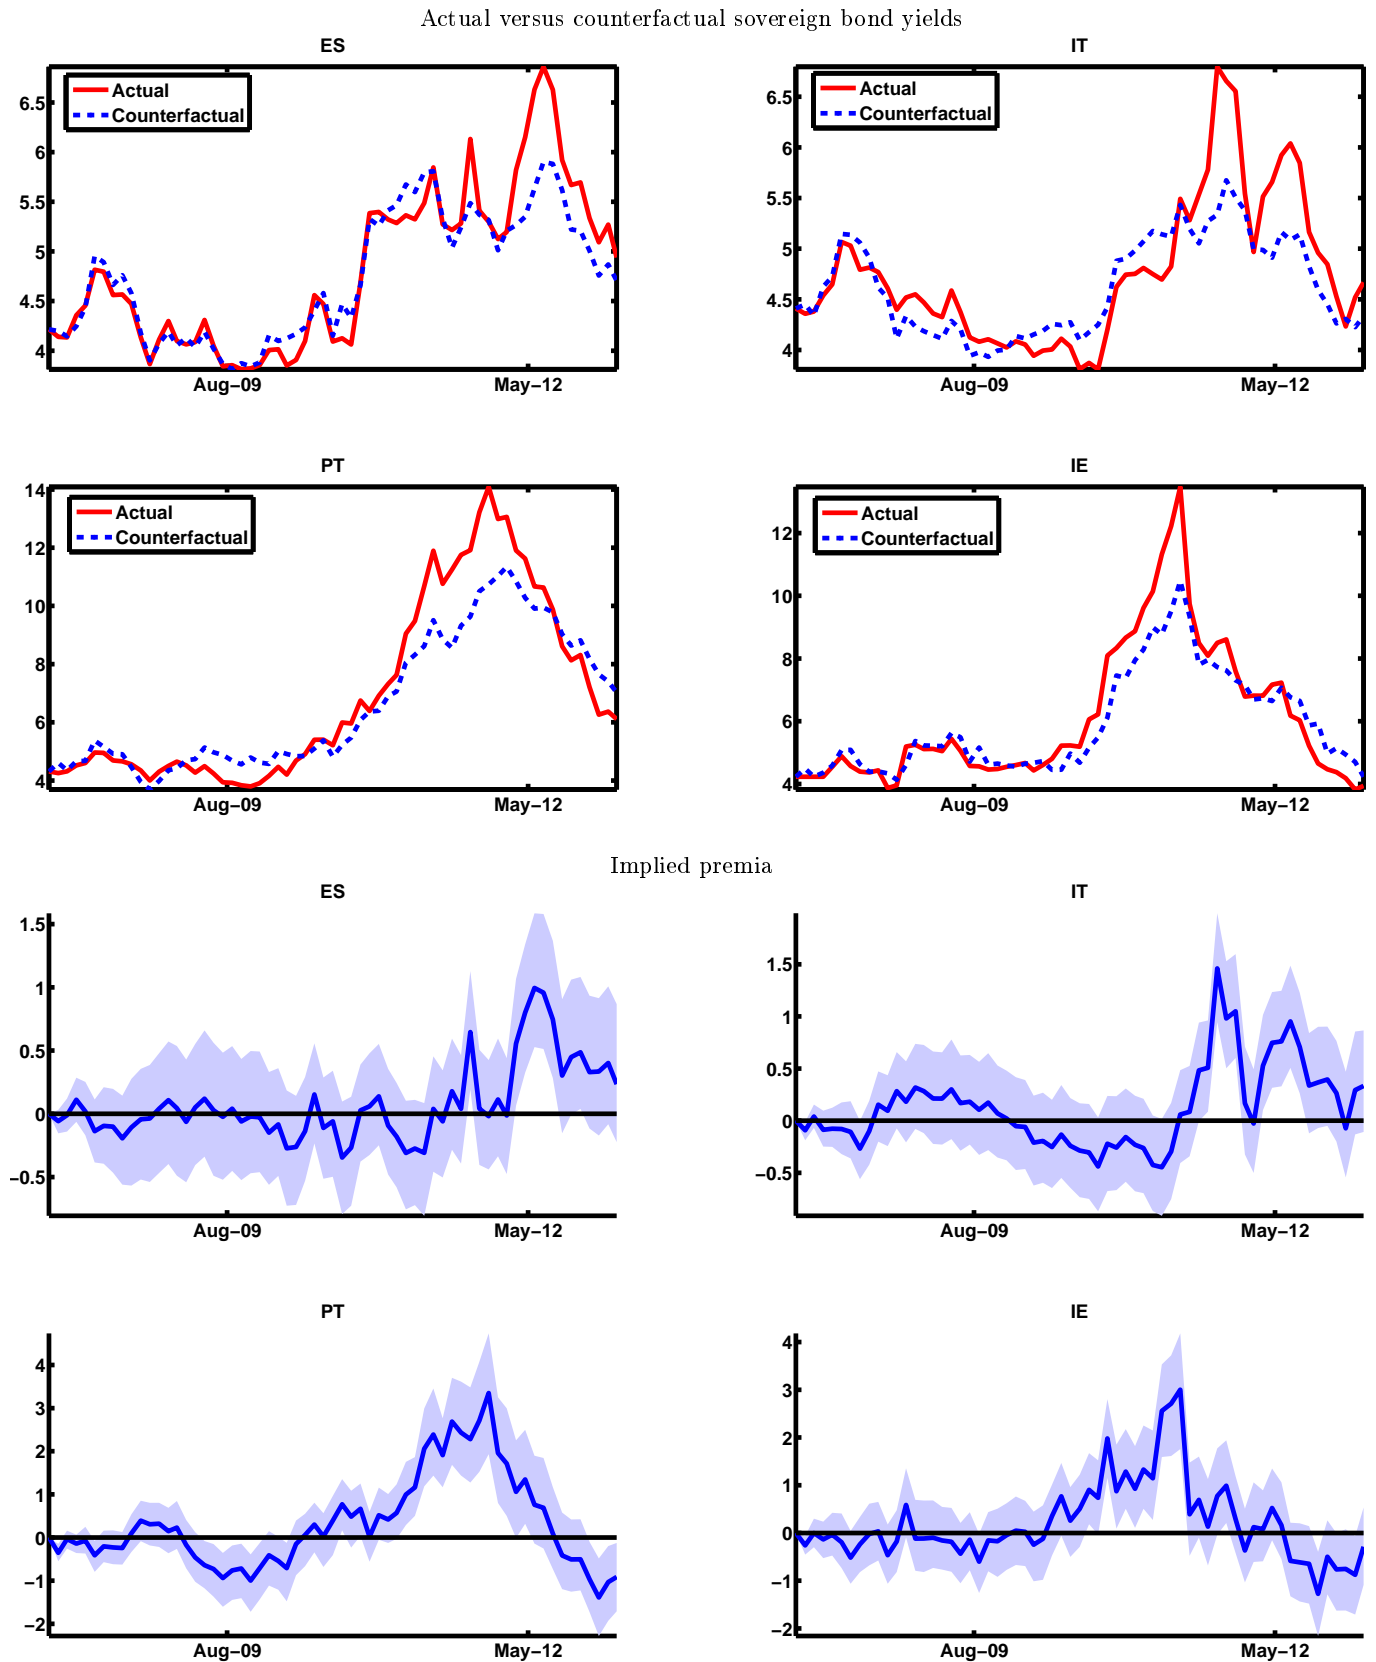 Actual versus counterfactual sovereign bond yields
ES
IT
Actual
Counterfactual
6.5
6
5.5
5
4.5
4
Aug–09
May–12
Actual
Counterfactual
6.5
6
5.5
5
4.5
4
Aug–09
May–12
PT
IE
Actual
Counterfactual
14
12
10
8
6
4
Aug–09
May–12
Actual
Counterfactual
12
10
8
6
4
Aug–09
May–12
Implied premia
ES
IT
1.5
1
0.5
0
–0.5
Aug–09
May–12
1.5
1
0.5
0
–0.5
Aug–09
May–12
PT
IE
4
3
2
1
0
–1
–2
Aug–09
May–12
4
3
2
1
0
–1
–2
Aug–09
May–12